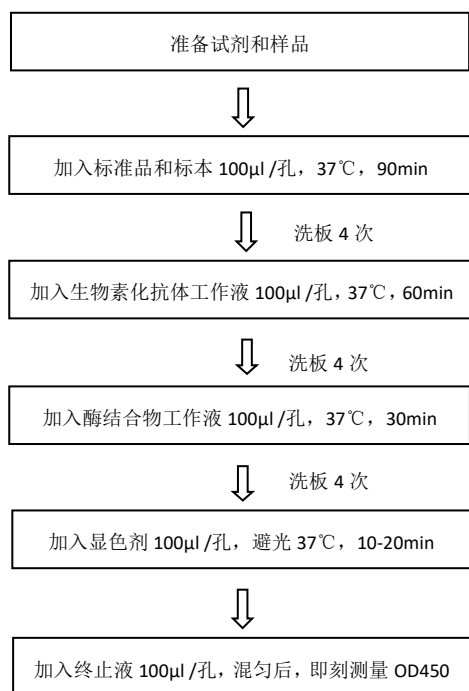 准备试剂和样品
加入标准品和标本 100μl /孔，37℃，90min
洗板 4 次
加入生物素化抗体工作液 100μl /孔，37℃，60min
洗板 4 次
加入酶结合物工作液 100μl /孔，37℃，30min
洗板 4 次
加入显色剂 100μl /孔，避光 37℃，10-20min
加入终止液 100μl /孔，混匀后，即刻测量 OD450